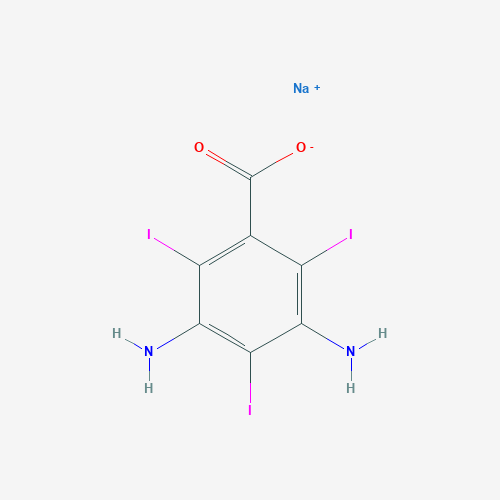 Na +
O O -
I I
H N H N H H
I